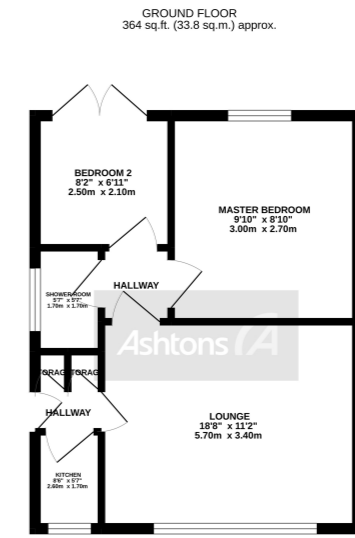 GROUND FLOOR
364 sq.ft. (33.8 sq.m.) approx.
BEDROOM 2
8'2" x 6'11"
2.50m x 2.10m
MASTER BEDROOM
9'10" x 8'10"
3.00m x 2.70m
HALLWAY
SHOWER ROOM
5'7" x 5'7"
1.70m x 1.70m
Ashtons
STORAGE
STORAGE
HALLWAY
LOUNGE
18'8" x 11'2"
5.70m x 3.40m
KITCHEN
8'6" x 5'7"
2.60m x 1.70m